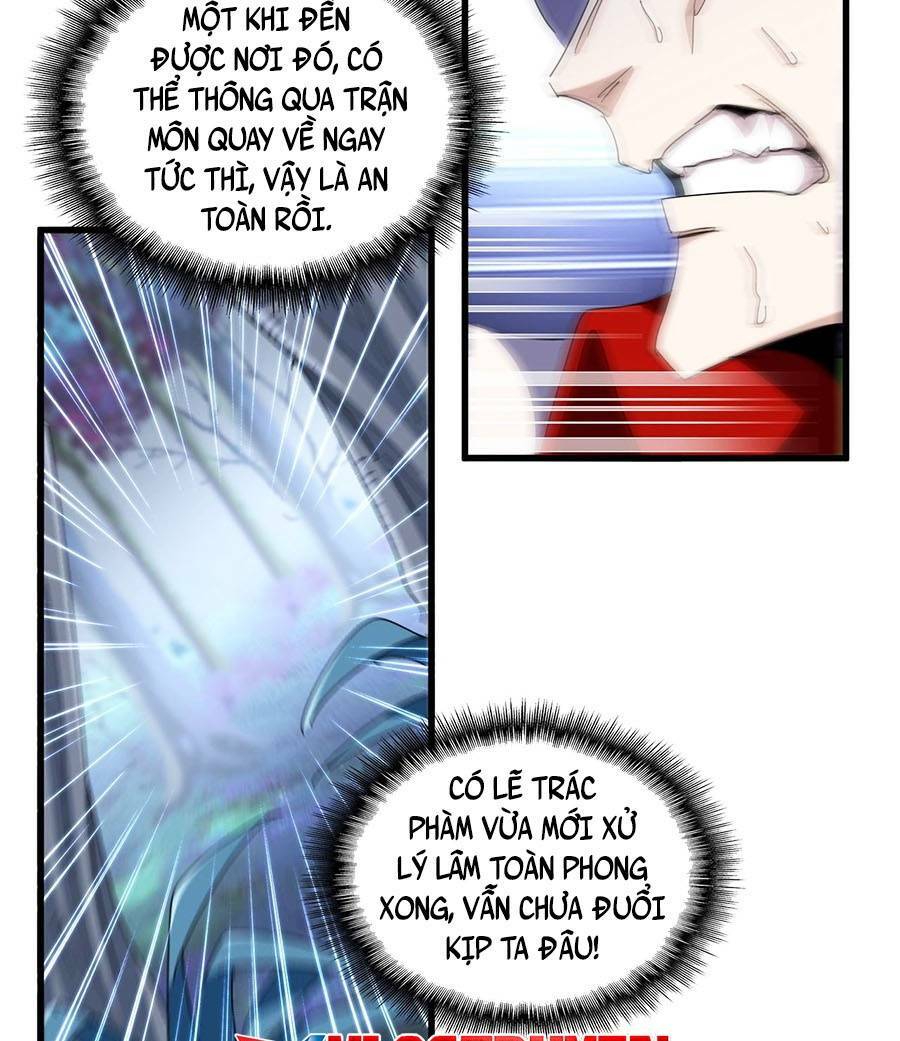 MỘT KHI ĐẾN
ĐƯỢC NƠI ĐÓ, CÓ
THỂ THÔNG QUA TRẬN
MÔN QUAY VỀ NGAY
TỨC THÌ, VẬY LÀ AN
TOÀN RỒI.
CÓ LẼ TRÁC
PHÀM VỪA MỚI XỬ
LÝ LÂM TOÀN PHONG
XONG, VẪN CHƯA ĐUỔI
KỊP TA ĐÂU!